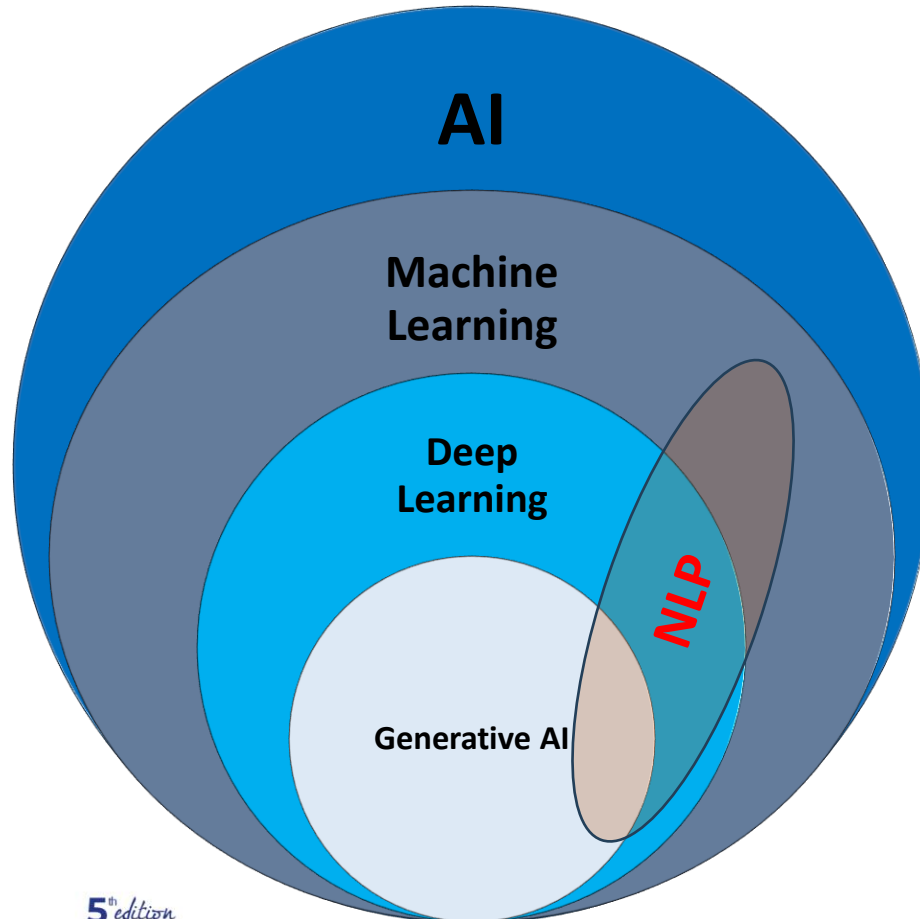 AI
Machine
Learning
Deep
Learning
NLP
Generative AI
5th edition